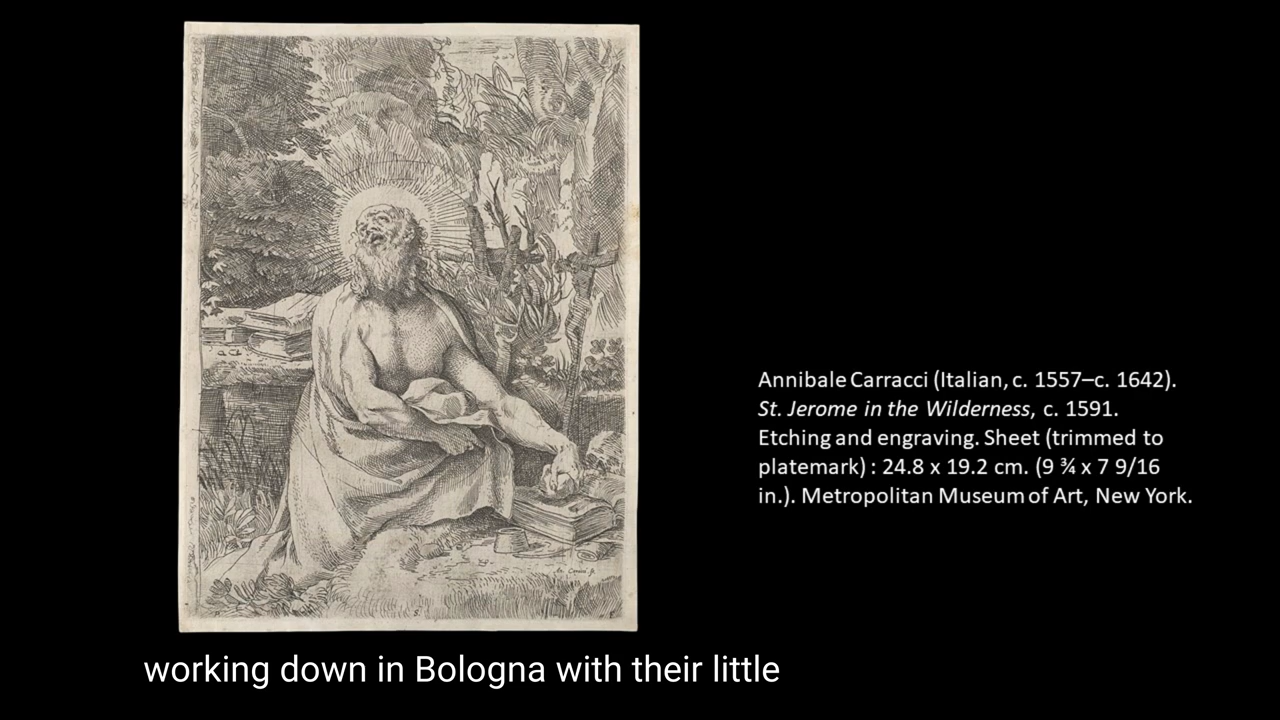 Annibale Carracci (Italian, c. 1557–c. 1642).
St. Jerome in the Wilderness, c. 1591.
Etching and engraving. Sheet (trimmed to
platemark) : 24.8 x 19.2 cm. (9 ¾ x 7 9/16
in.). Metropolitan Museum of Art, New York.
working down in Bologna with their little